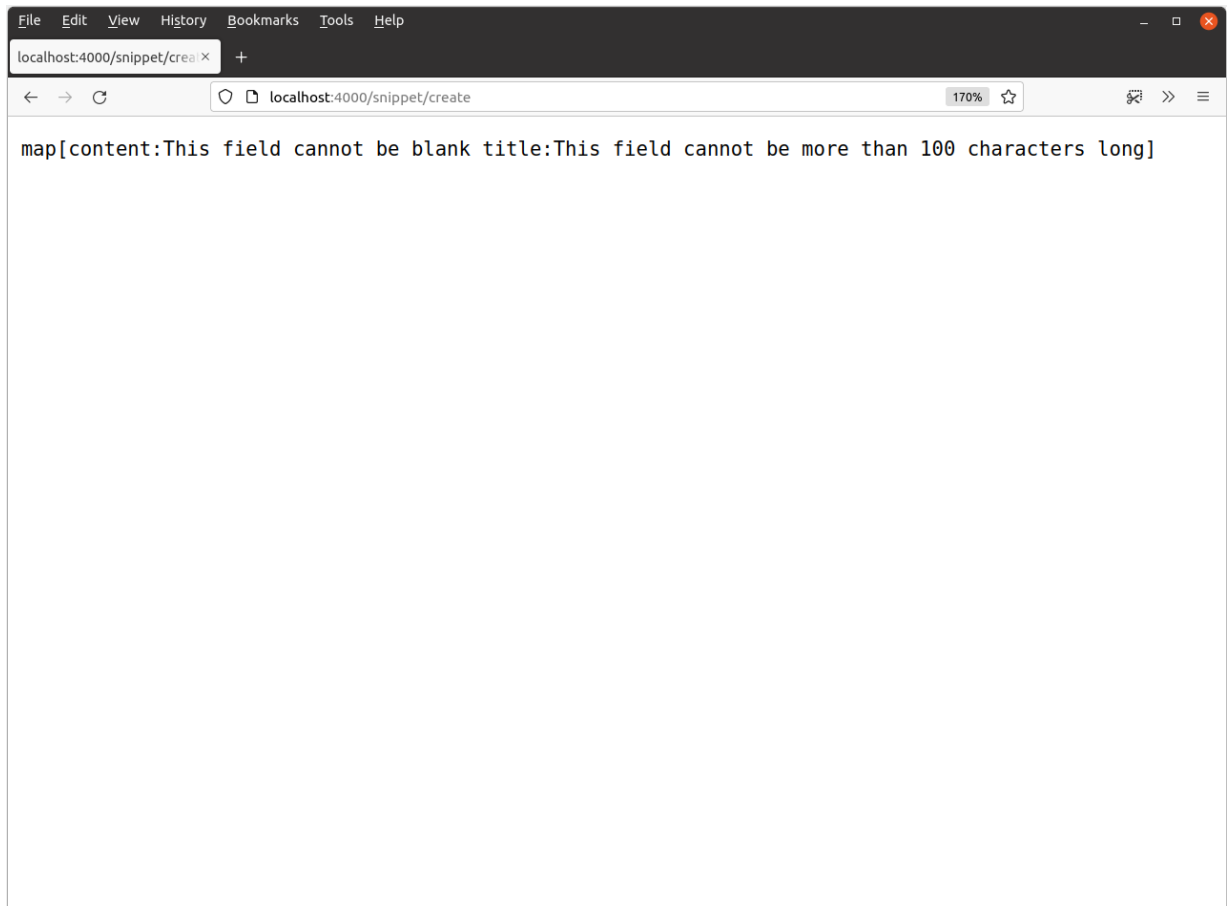 File Edit View History Bookmarks Tools Help
localhost:4000/snippet/crea
localhost:4000/snippet/create 170%
map[content:This field cannot be blank title:This field cannot be more than 100 characters long]